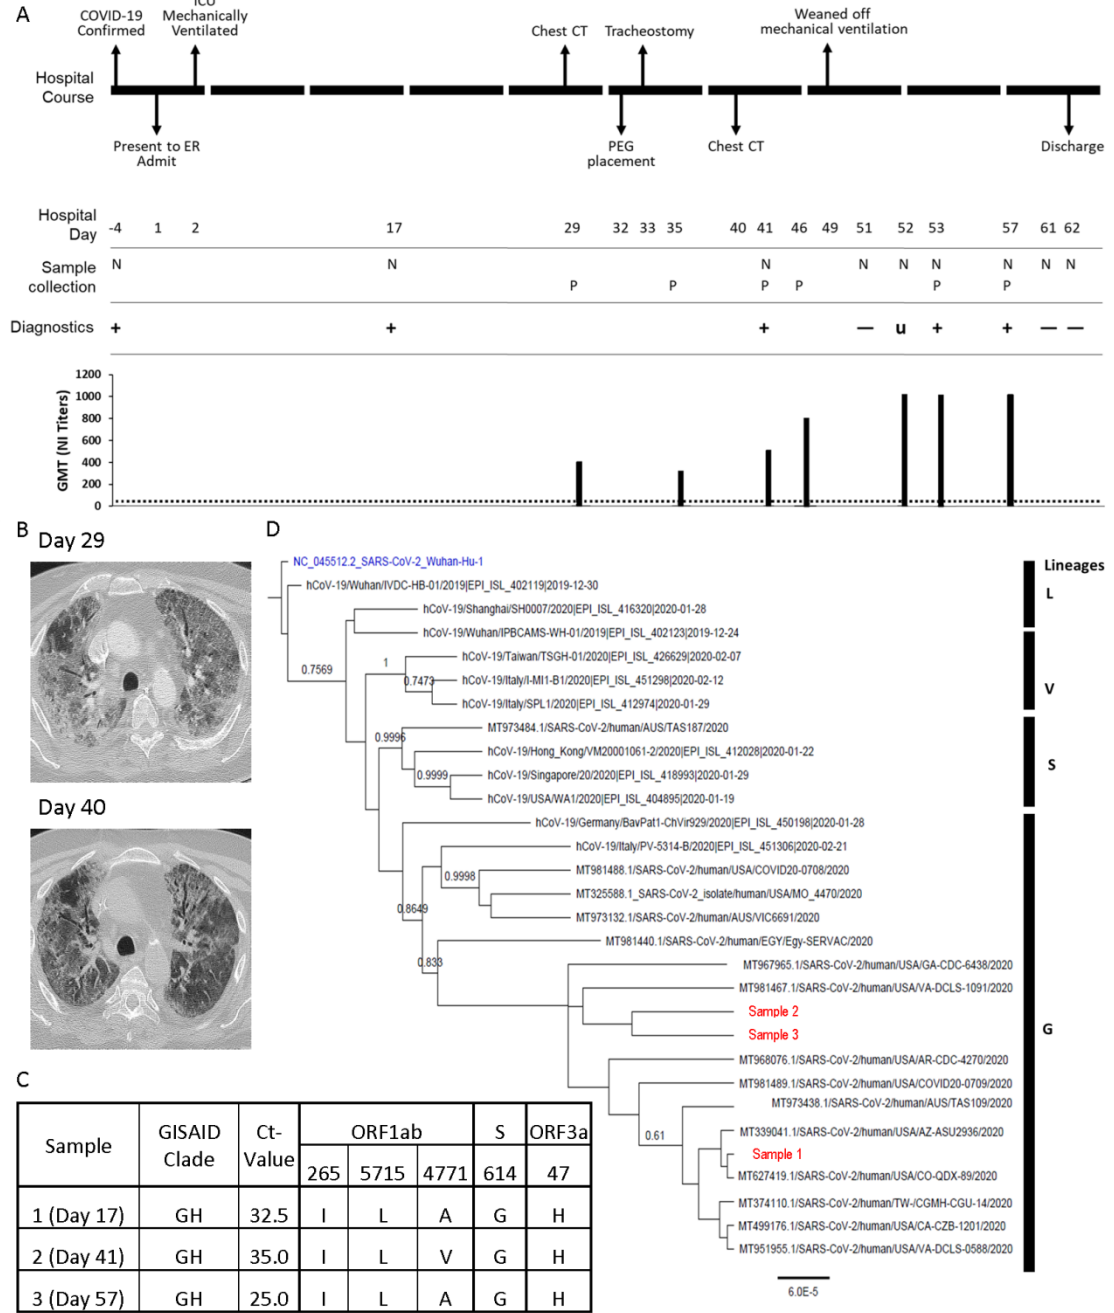 A
COVID-19
Confirmed
ICU
Mechanically
Ventilated
Chest CT
Tracheostomy
Weaned off
mechanical ventilation
Hospital
Course
Present to ER
Admit
PEG
placement
Chest CT
Discharge
Hospital
Day
-4 1 2 17 29 32 33 35 40 41 46 49 51 52 53 57 61 62
Sample
collection
N N N N N N N N N
P P P P P P
Diagnostics
+ + + — u + + — —
GMT (NI Titers)
1200
1000
800
600
400
200
0
B
Day 29
Day 40
C
Sample GISAID Clade Ct-Value ORF1ab S ORF3a
265 5715 4771 614 47
1 (Day 17) GH 32.5 I L A G H
2 (Day 41) GH 35.0 I L V G H
3 (Day 57) GH 25.0 I L A G H
D
Lineages
NC_045512.2_SARS-CoV-2_Wuhan-Hu-1
hCoV-19/Wuhan/IVDC-HB-01/2019|EPI_ISL_402119|2019-12-30
L
hCoV-19/Shanghai/SH0007/2020|EPI_ISL_416320|2020-01-28
hCoV-19/Wuhan/IPBCAMS-WH-01/2019|EPI_ISL_402123|2019-12-24
0.7569
1
hCoV-19/Taiwan/TSGH-01/2020|EPI_ISL_426629|2020-02-07
0.7473
hCoV-19/Italy/I-MI1-B1/2020|EPI_ISL_451298|2020-02-12
V
hCoV-19/Italy/SPL1/2020|EPI_ISL_412974|2020-01-29
MT973484.1/SARS-CoV-2/human/AUS/TAS187/2020
0.9996
hCoV-19/Hong_Kong/VM20001061-2/2020|EPI_ISL_412028|2020-01-22
S
0.9999
hCoV-19/Singapore/20/2020|EPI_ISL_418993|2020-01-29
hCoV-19/USA/WA1/2020|EPI_ISL_404895|2020-01-19
hCoV-19/Germany/BavPat1-ChVir929/2020|EPI_ISL_450198|2020-01-28
hCoV-19/Italy/PV-5314-B/2020|EPI_ISL_451306|2020-02-21
0.9998
MT981488.1/SARS-CoV-2/human/USA/COVID20-0708/2020
MT325588.1_SARS-CoV-2_isolate/human/USA/MO_4470/2020
0.8649
MT973132.1/SARS-CoV-2/human/AUS/VIC6691/2020
MT981440.1/SARS-CoV-2/human/EGY/Egy-SERVAC/2020
0.833
MT967965.1/SARS-CoV-2/human/USA/GA-CDC-6438/2020
MT981467.1/SARS-CoV-2/human/USA/VA-DCLS-1091/2020
Sample 2
G
Sample 3
MT968076.1/SARS-CoV-2/human/USA/AR-CDC-4270/2020
MT981489.1/SARS-CoV-2/human/USA/COVID20-0709/2020
MT973438.1/SARS-CoV-2/human/AUS/TAS109/2020
0.61
MT339041.1/SARS-CoV-2/human/USA/AZ-ASU2936/2020
Sample 1
MT627419.1/SARS-CoV-2/human/USA/CO-QDX-89/2020
MT374110.1/SARS-CoV-2/human/TW-/CGMH-CGU-14/2020
MT499176.1/SARS-CoV-2/human/USA/CA-CZB-1201/2020
MT951955.1/SARS-CoV-2/human/USA/VA-DCLS-0588/2020
6.0E-5